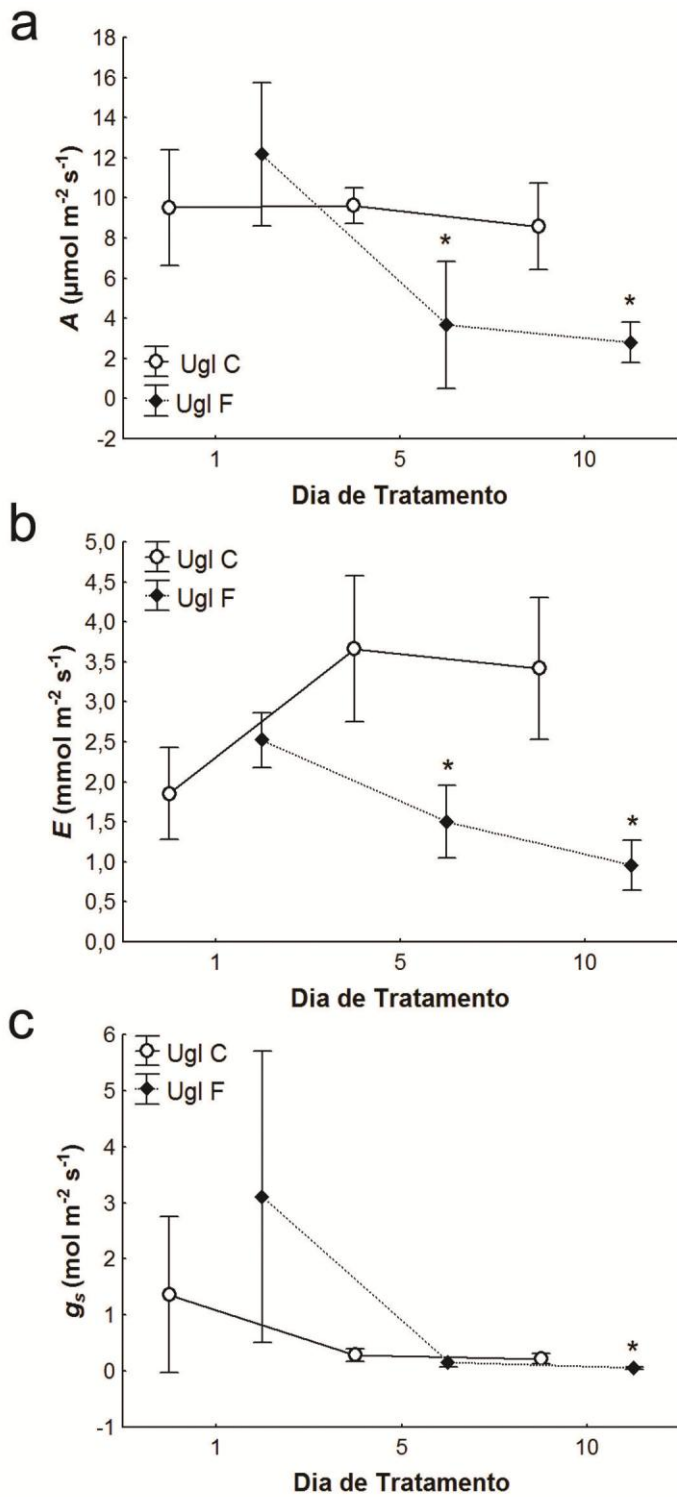 a
18
16
14
12
10
8
6
4
2
0
-2
A (µmol m⁻² s⁻¹)
*
*
Ugl C
Ugl F
1 5 10
Dia de Tratamento
b
5,0
4,5
4,0
3,5
3,0
2,5
2,0
1,5
1,0
0,5
0,0
E (mmol m⁻² s⁻¹)
Ugl C
Ugl F
*
*
1 5 10
Dia de Tratamento
c
6
5
4
3
2
1
0
-1
gs (mol m⁻² s⁻¹)
Ugl C
Ugl F
*
1 5 10
Dia de Tratamento